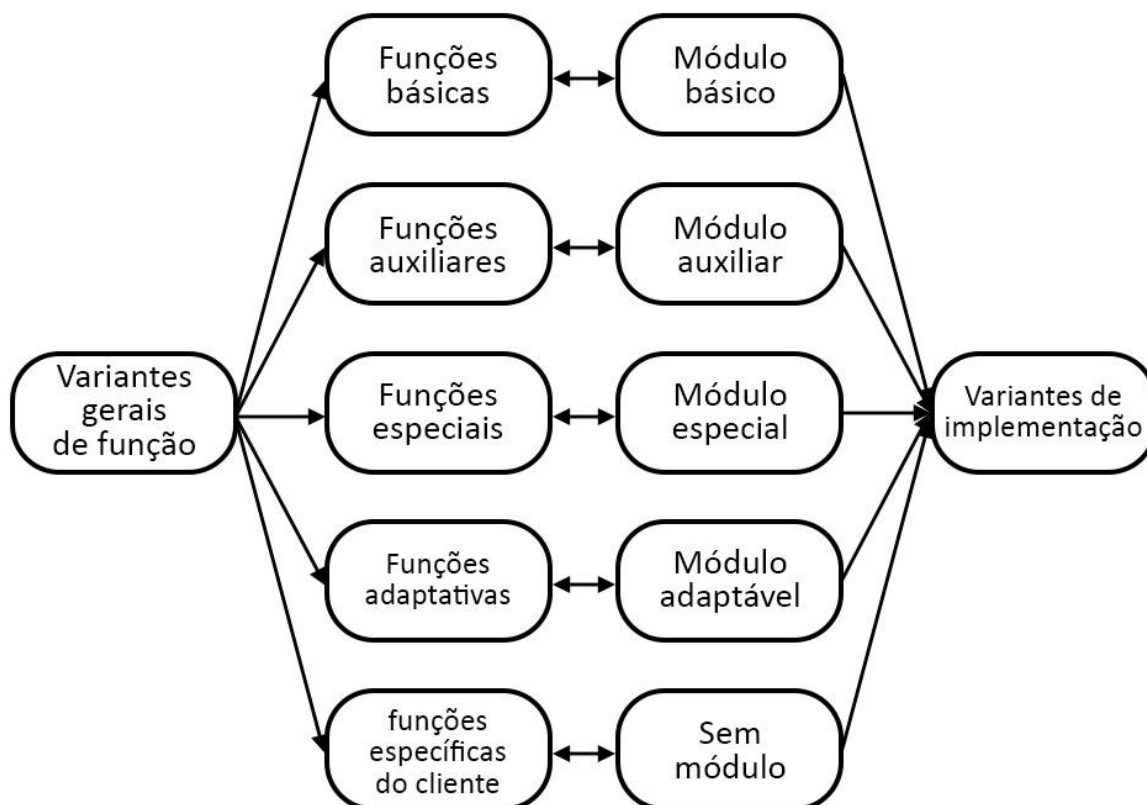 Funções
básicas
Módulo
básico
Funções
auxiliares
Módulo
auxiliar
Variantes
gerais
de função
Funções
especiais
Módulo
especial
Variantes de
implementação
Funções
adaptativas
Módulo
adaptável
funções
específicas
do cliente
Sem
módulo